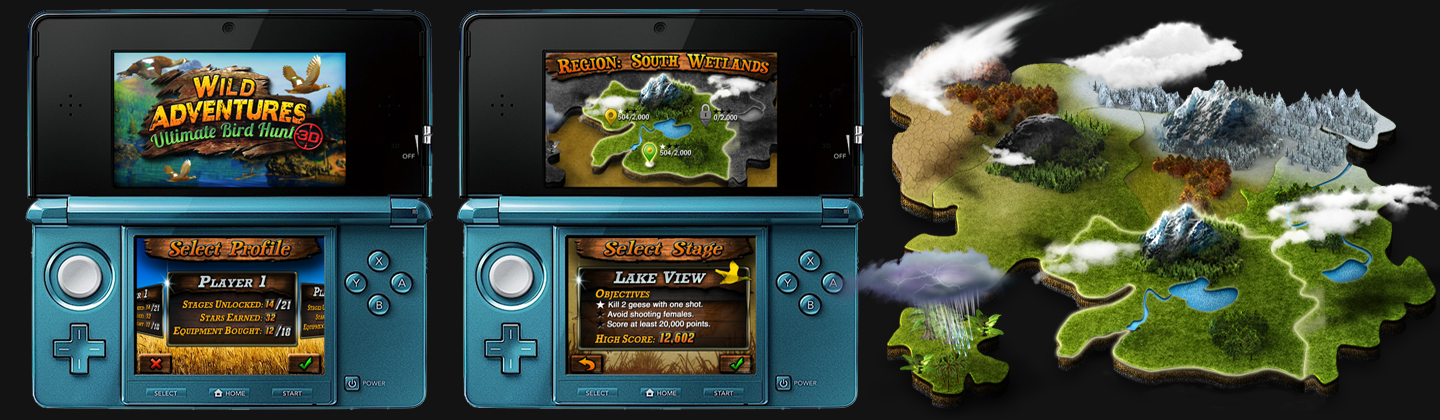 WILD
ADVENTURES
Ultimate Bird Hunt 3D
OFF
Select Profile
PLAYER 1
STAGES UNLOCKED: 14/21
STARS EARNED: 32
EQUIPMENT BOUGHT: 12/18
X
Y
A
B
SELECT
HOME
START
POWER
REGION: SOUTH WETLANDS
504/2,000
0/2,000
504/2,000
OFF
Select Stage
LAKE VIEW
OBJECTIVES
Kill 2 geese with one shot.
Avoid shooting females.
Score at least 20,000 points.
HIGH SCORE: 12,602
X
Y
A
B
SELECT
HOME
START
POWER